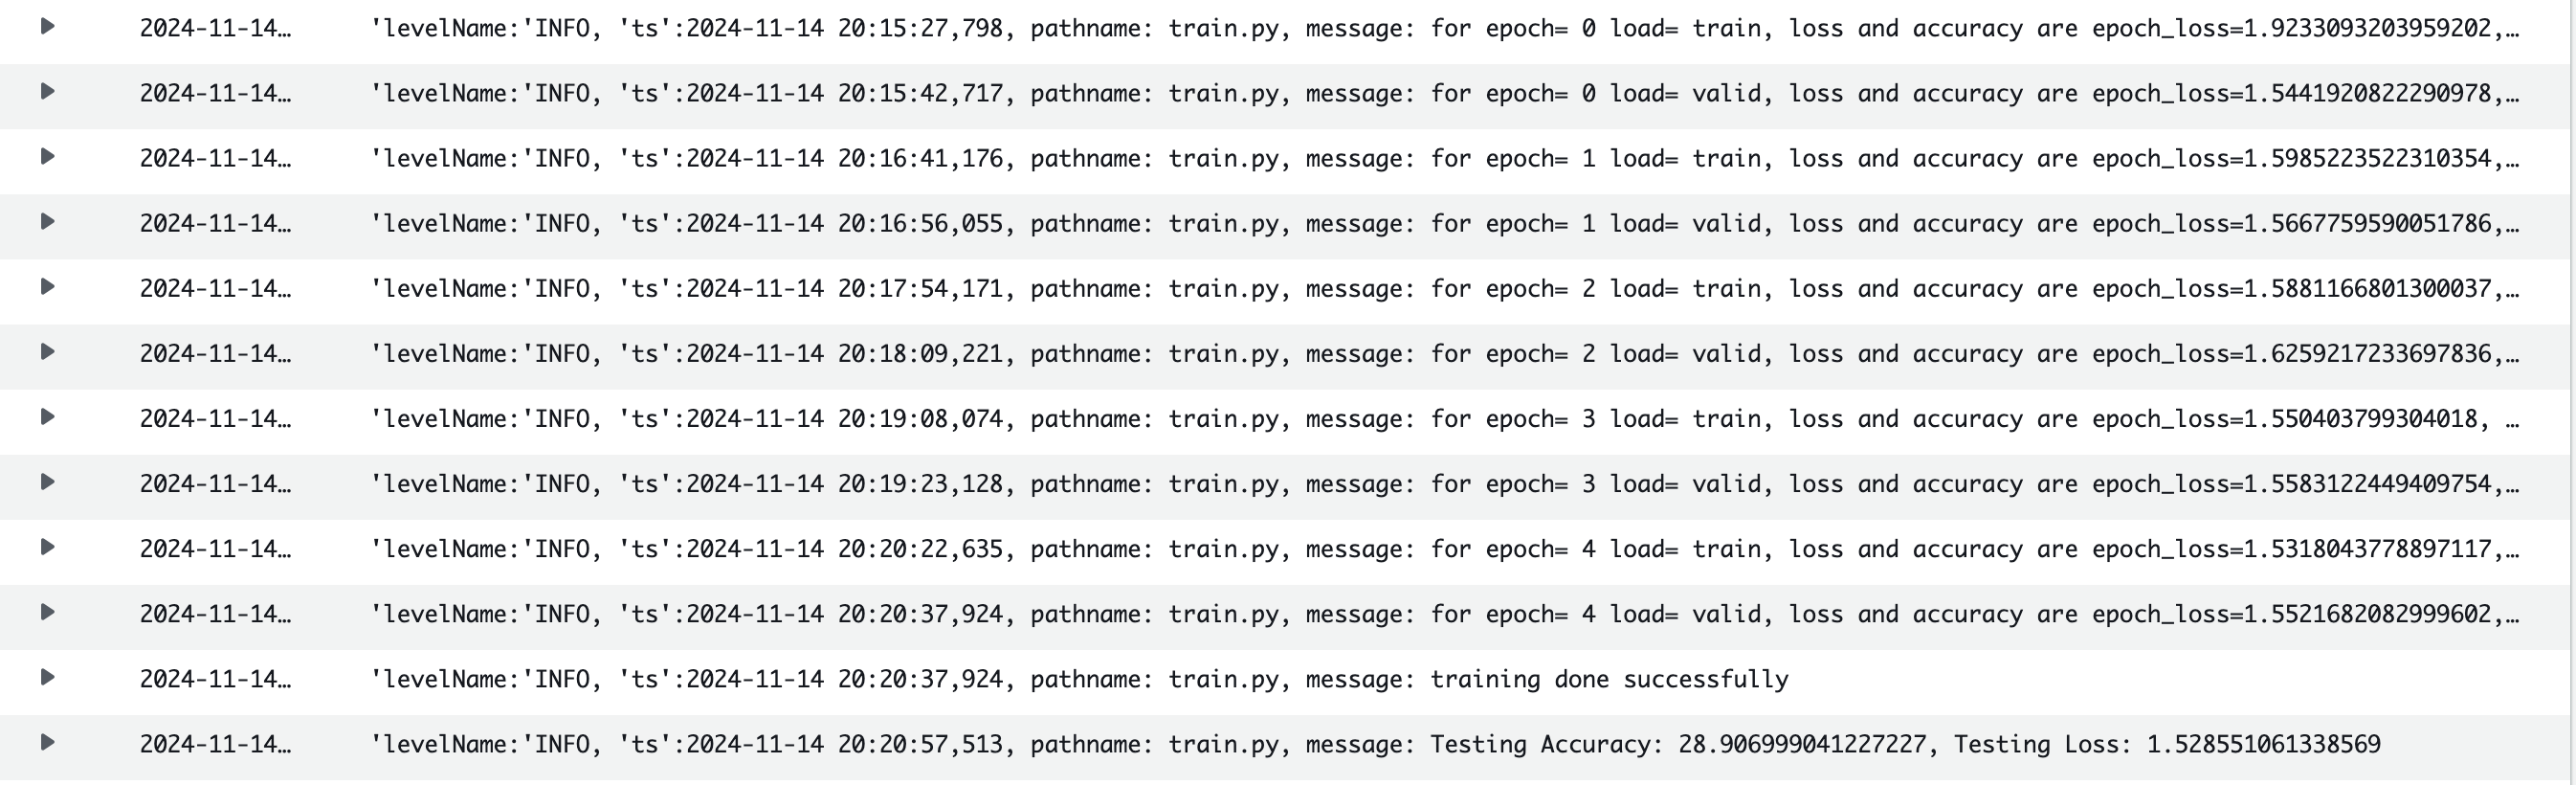 2024-11-14… 'levelName:'INFO, 'ts':2024-11-14 20:15:27,798, pathname: train.py, message: for epoch= 0 load= train, loss and accuracy are epoch_loss=1.9233093203959202,…
2024-11-14… 'levelName:'INFO, 'ts':2024-11-14 20:15:42,717, pathname: train.py, message: for epoch= 0 load= valid, loss and accuracy are epoch_loss=1.5441920822290978,…
2024-11-14… 'levelName:'INFO, 'ts':2024-11-14 20:16:41,176, pathname: train.py, message: for epoch= 1 load= train, loss and accuracy are epoch_loss=1.5985223522310354,…
2024-11-14… 'levelName:'INFO, 'ts':2024-11-14 20:16:56,055, pathname: train.py, message: for epoch= 1 load= valid, loss and accuracy are epoch_loss=1.5667759590051786,…
2024-11-14… 'levelName:'INFO, 'ts':2024-11-14 20:17:54,171, pathname: train.py, message: for epoch= 2 load= train, loss and accuracy are epoch_loss=1.5881166801300037,…
2024-11-14… 'levelName:'INFO, 'ts':2024-11-14 20:18:09,221, pathname: train.py, message: for epoch= 2 load= valid, loss and accuracy are epoch_loss=1.6259217233697836,…
2024-11-14… 'levelName:'INFO, 'ts':2024-11-14 20:19:08,074, pathname: train.py, message: for epoch= 3 load= train, loss and accuracy are epoch_loss=1.550403799304018, …
2024-11-14… 'levelName:'INFO, 'ts':2024-11-14 20:19:23,128, pathname: train.py, message: for epoch= 3 load= valid, loss and accuracy are epoch_loss=1.5583122449409754,…
2024-11-14… 'levelName:'INFO, 'ts':2024-11-14 20:20:22,635, pathname: train.py, message: for epoch= 4 load= train, loss and accuracy are epoch_loss=1.5318043778897117,…
2024-11-14… 'levelName:'INFO, 'ts':2024-11-14 20:20:37,924, pathname: train.py, message: for epoch= 4 load= valid, loss and accuracy are epoch_loss=1.5521682082999602,…
2024-11-14… 'levelName:'INFO, 'ts':2024-11-14 20:20:37,924, pathname: train.py, message: training done successfully
2024-11-14… 'levelName:'INFO, 'ts':2024-11-14 20:20:57,513, pathname: train.py, message: Testing Accuracy: 28.906999041227227, Testing Loss: 1.528551061338569